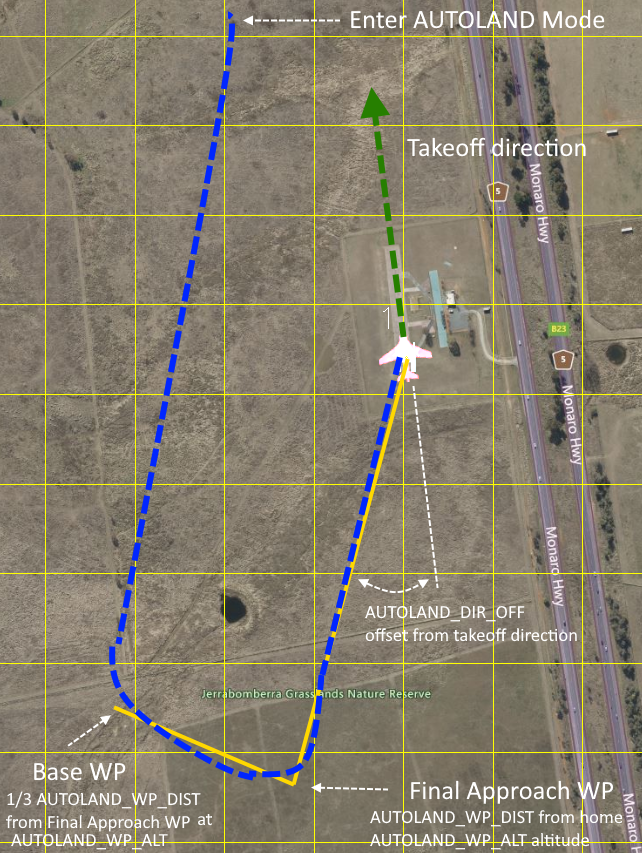 Enter AUTOLAND Mode
Takeoff direction
Monaro Hwy
5
1
B23
5
Monaro Hwy
Monaro Hwy
AUTOLAND_DIR_OFF
offset from takeoff direction
Jerrabomberra Grasslands Nature Reserve
Base WP
1/3 AUTOLAND_WP_DIST
from Final Approach WP at
AUTOLAND_WP_ALT
Final Approach WP
AUTOLAND_WP_DIST from home
AUTOLAND_WP_ALT altitude
Monaro